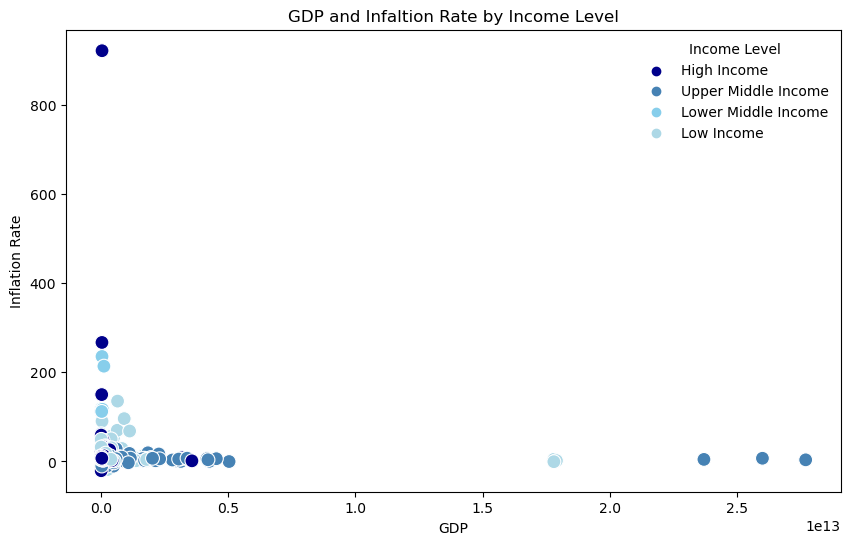 GDP and Infaltion Rate by Income Level
Income Level
High Income
Upper Middle Income
Lower Middle Income
Low Income
Inflation Rate
800
600
400
200
0
0.0 0.5 1.0 1.5 2.0 2.5
1e13
GDP